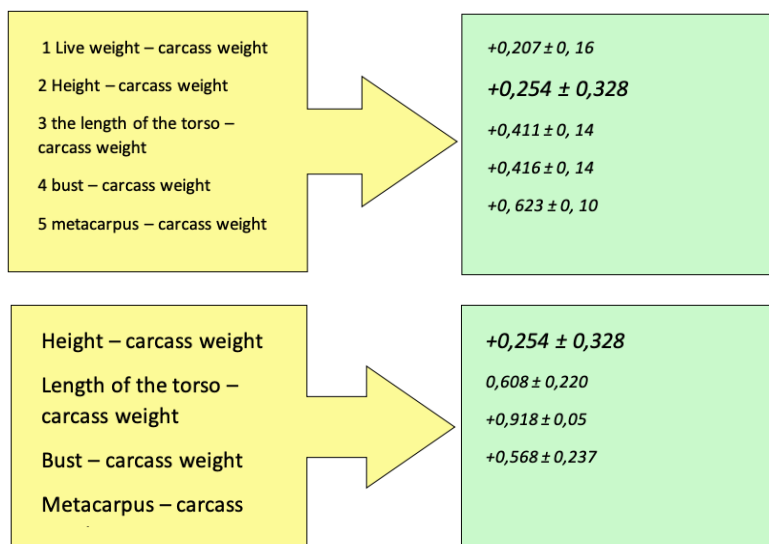 1 Live weight – carcass weight
2 Height – carcass weight
3 the length of the torso –
carcass weight
4 bust – carcass weight
5 metacarpus – carcass weight
+0,207 ± 0, 16
+0,254 ± 0,328
+0,411 ± 0, 14
+0,416 ± 0, 14
+0, 623 ± 0, 10
Height – carcass weight
Length of the torso –
carcass weight
Bust – carcass weight
Metacarpus – carcass
+0,254 ± 0,328
0,608 ± 0,220
+0,918 ± 0,05
+0,568 ± 0,237